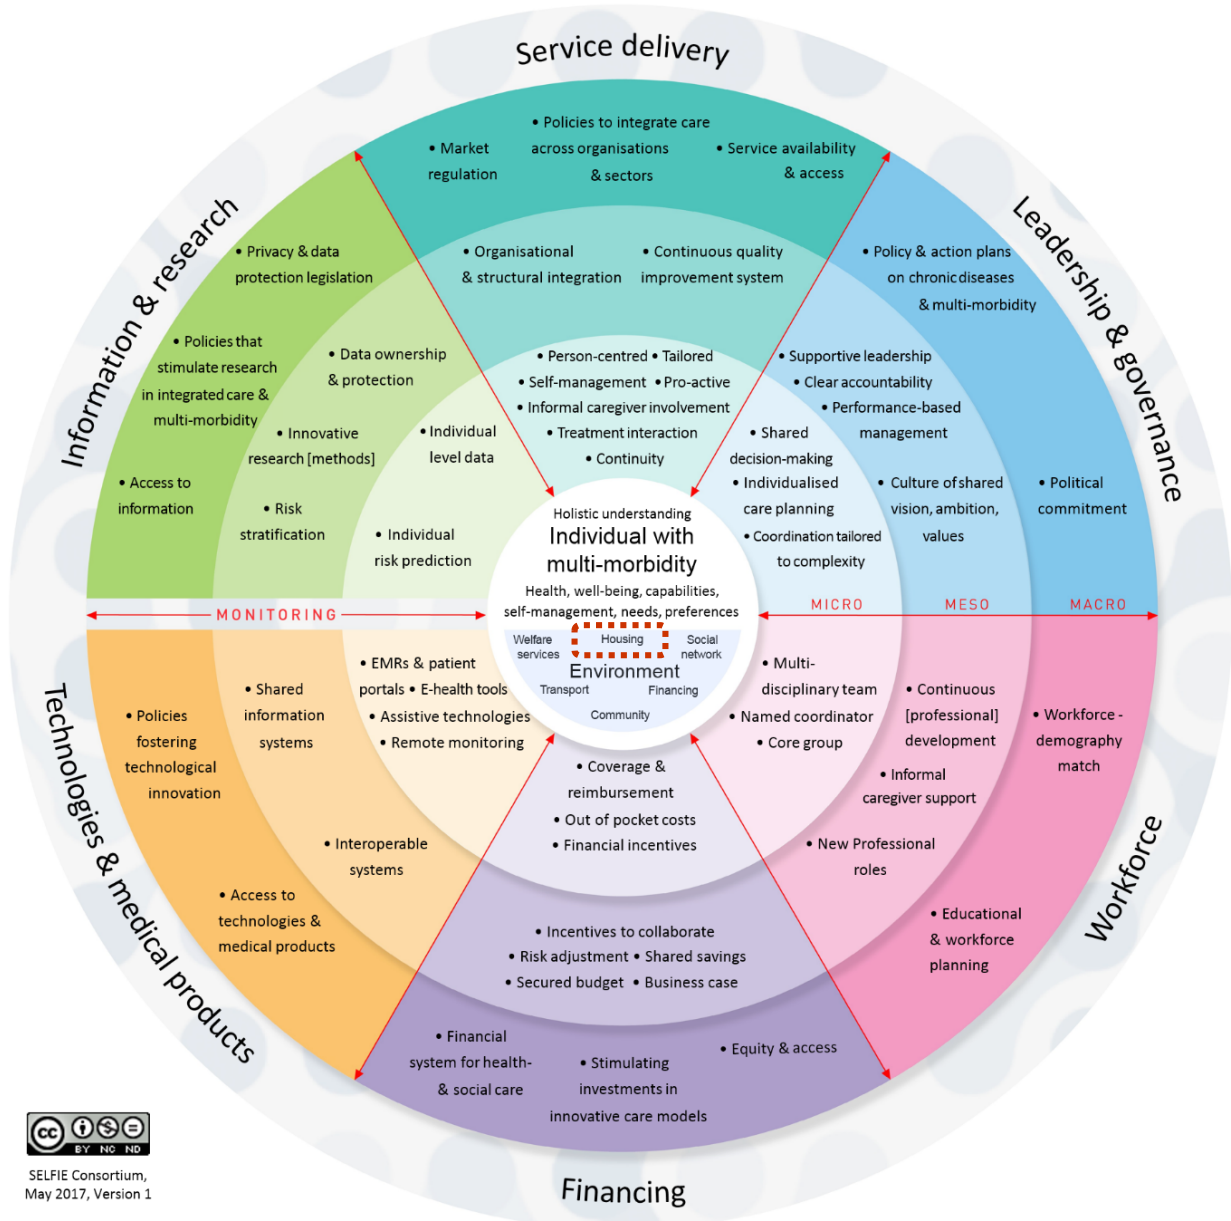 Service delivery
• Policies to integrate care
across organisations
& sectors
• Market
regulation
• Service availability
& access
• Organisational
& structural integration
• Continuous quality
improvement system
• Person-centred • Tailored
• Self-management • Pro-active
• Informal caregiver involvement
• Treatment interaction
• Continuity
Leadership & governance
• Policy & action plans
on chronic diseases
& multi-morbidity
• Political
commitment
• Supportive leadership
• Clear accountability
• Performance-based
management
• Culture of shared
vision, ambition,
values
• Shared
decision-making
• Individualised
care planning
• Coordination tailored
to complexity
Information & research
• Privacy & data
protection legislation
• Policies that
stimulate research
in integrated care &
multi-morbidity
• Access to
information
• Data ownership
& protection
• Innovative
research [methods]
• Risk
stratification
• Individual
level data
• Individual
risk prediction
Holistic understanding
Individual with
multi-morbidity
Health, well-being, capabilities,
self-management, needs, preferences
Welfare
services
Housing
Social
network
Environment
Transport
Financing
Community
MONITORING
MICRO
MESO
MACRO
Technologies & medical products
• Policies
fostering
technological
innovation
• Access to
technologies &
medical products
• Shared
information
systems
• Interoperable
systems
• EMRs & patient
portals • E-health tools
• Assistive technologies
• Remote monitoring
Workforce
• Multi-
disciplinary team
• Named coordinator
• Core group
• Continuous
[professional]
development
• Informal
caregiver support
• New Professional
roles
• Workforce -
demography
match
• Educational
& workforce
planning
• Coverage &
reimbursement
• Out of pocket costs
• Financial incentives
• Incentives to collaborate
• Risk adjustment • Shared savings
• Secured budget • Business case
• Financial
system for health-
& social care
• Stimulating
investments in
innovative care models
• Equity & access
Financing
cc
BY NC ND
SELFIE Consortium,
May 2017, Version 1